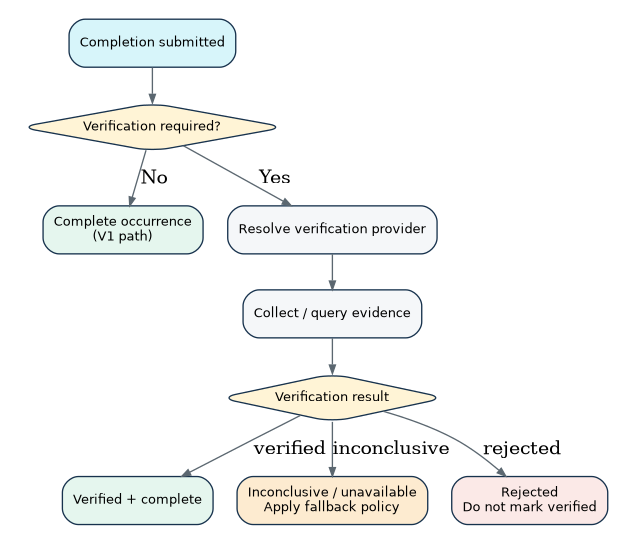 Completion submitted
Verification required?
No
Yes
Complete occurrence
(V1 path)
Resolve verification provider
Collect / query evidence
Verification result
verified
inconclusive
rejected
Verified + complete
Inconclusive / unavailable
Apply fallback policy
Rejected
Do not mark verified